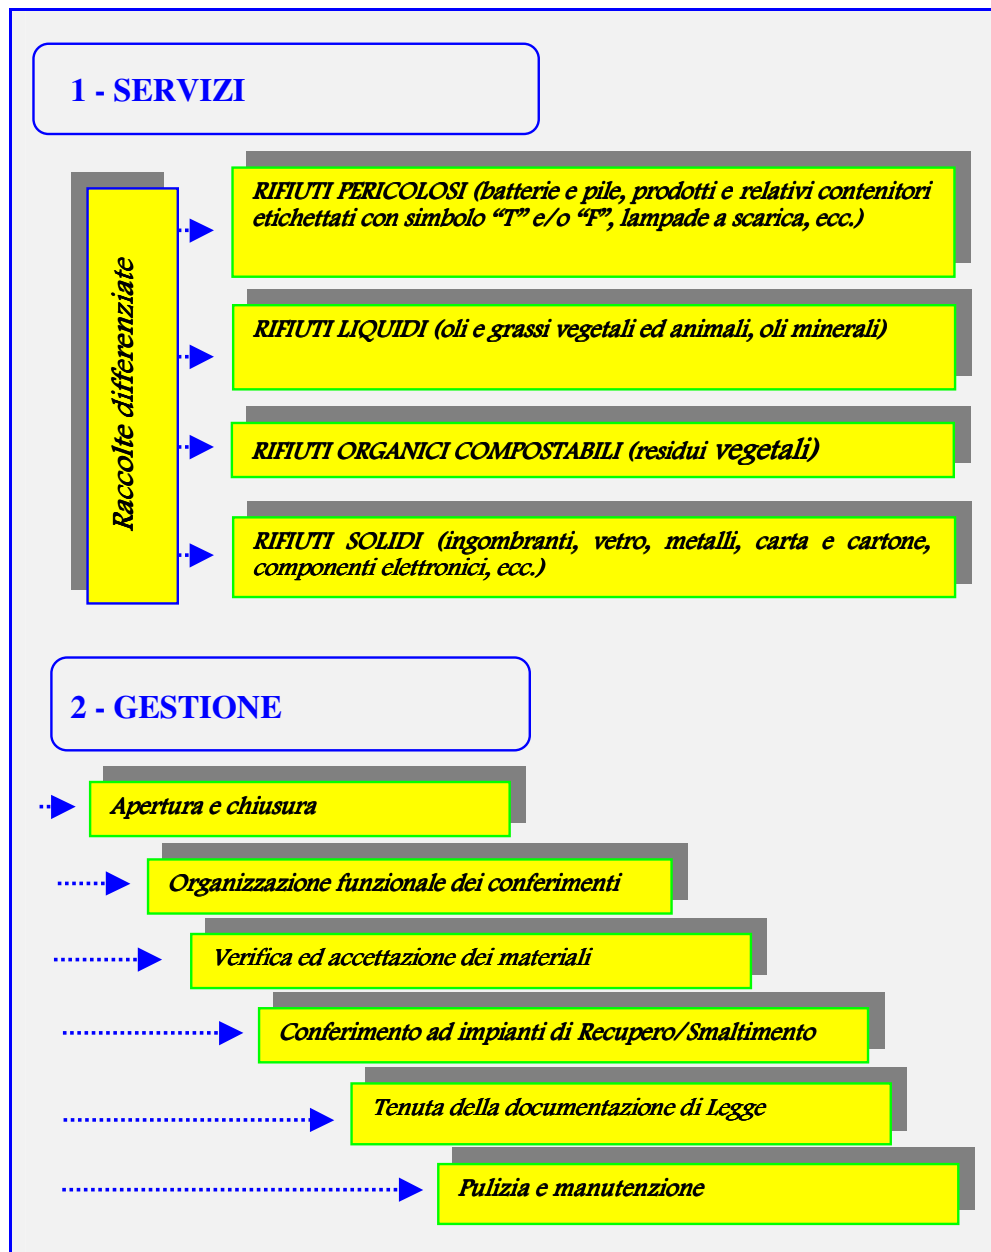 1 - SERVIZI
Raccolte differenziate
RIFIUTI PERICOLOSI (batterie e pile, prodotti e relativi contenitori
etichettati con simbolo “T” e/o “F”, lampade a scarica, ecc.)
RIFIUTI LIQUIDI (oli e grassi vegetali ed animali, oli minerali)
RIFIUTI ORGANICI COMPOSTABILI (residui vegetali)
RIFIUTI SOLIDI (ingombranti, vetro, metalli, carta e cartone,
componenti elettronici, ecc.)
2 - GESTIONE
Apertura e chiusura
Organizzazione funzionale dei conferimenti
Verifica ed accettazione dei materiali
Conferimento ad impianti di Recupero/Smaltimento
Tenuta della documentazione di Legge
Pulizia e manutenzione